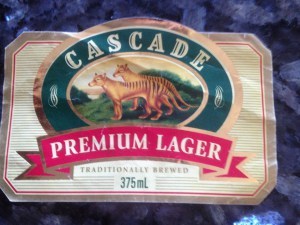 CASCADE
PREMIUM LAGER
TRADITIONALLY BREWED
375mL